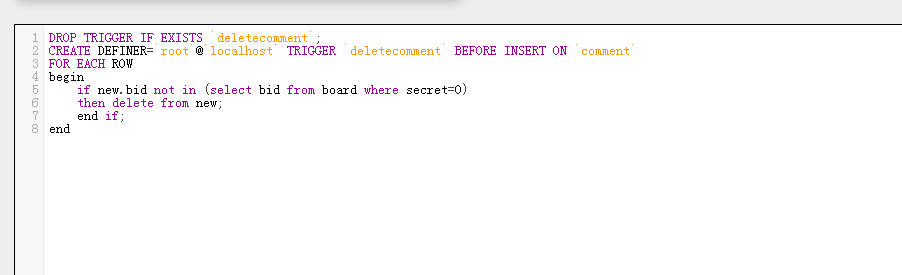 1 DROP TRIGGER IF EXISTS `deletecomment`;
2 CREATE DEFINER=`root`@`localhost` TRIGGER `deletecomment` BEFORE INSERT ON `comment`
3 FOR EACH ROW
4 begin
5 if new.bid not in (select bid from board where secret=0)
6 then delete from new;
7 end if;
8 end